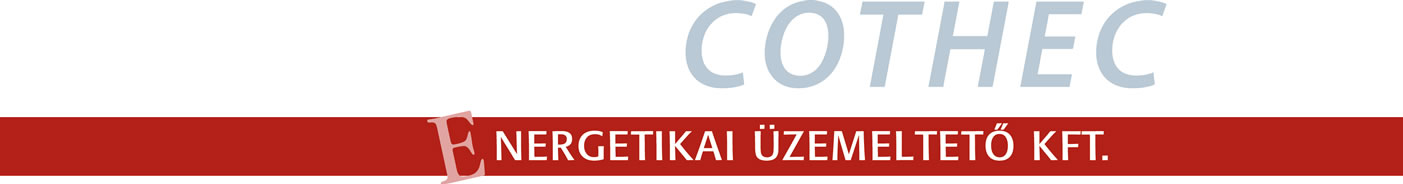 COTHEC
ENERGETIKAI ÜZEMELTETŐ KFT.